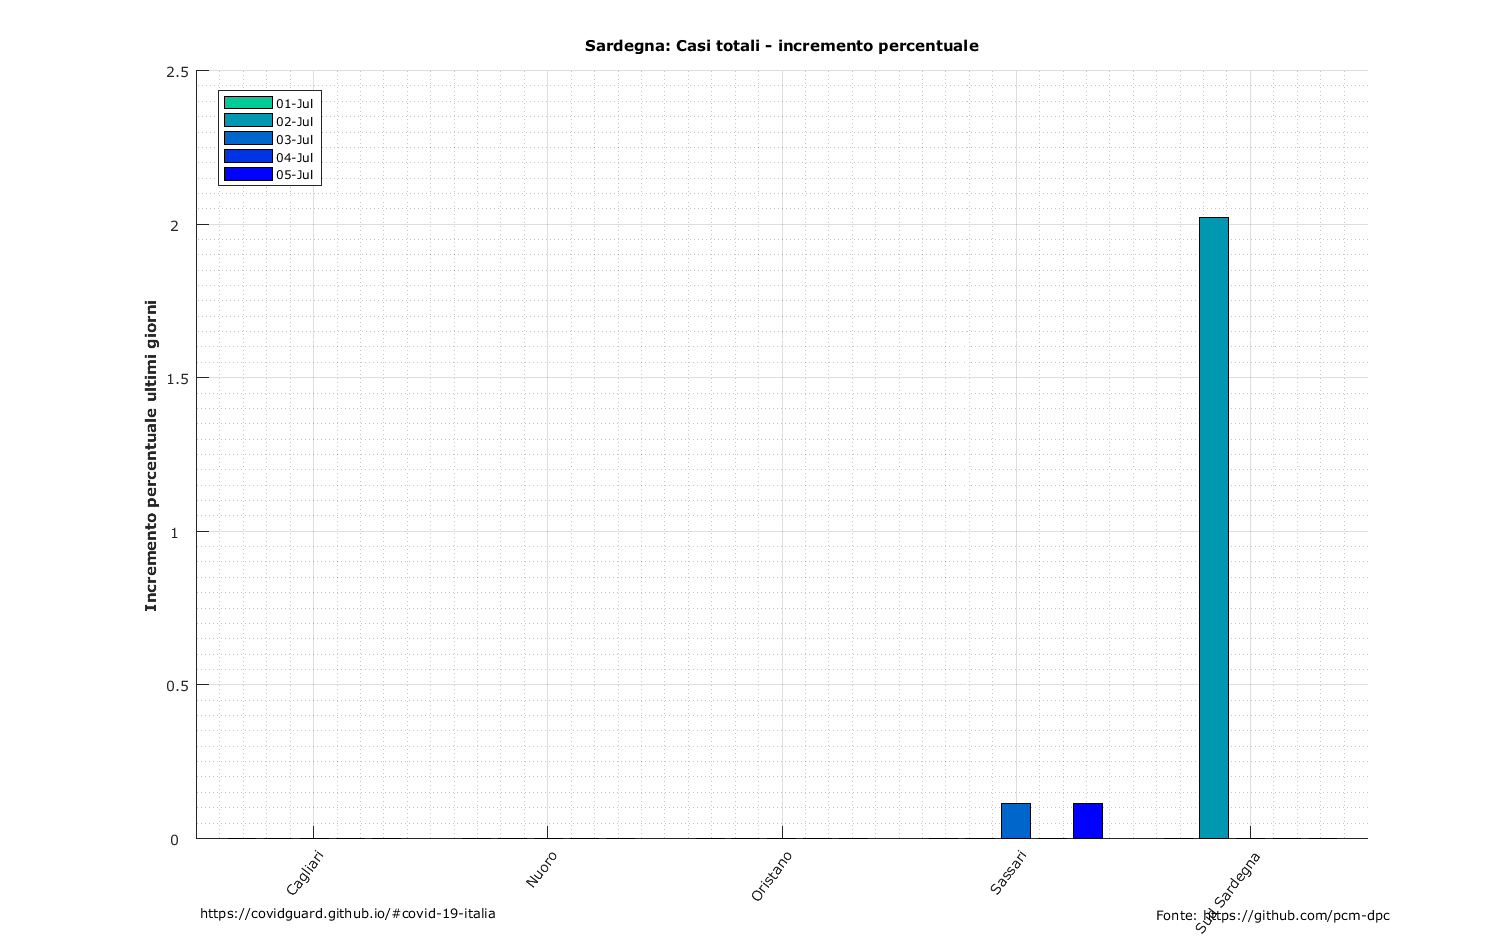 Sardegna: Casi totali - incremento percentuale
2.5
2
1.5
1
0.5
0
Incremento percentuale ultimi giorni
01-Jul
02-Jul
03-Jul
04-Jul
05-Jul
Cagliari
Nuoro
Oristano
Sassari
Sud Sardegna
https://covidguard.github.io/#covid-19-italia
Fonte: https://github.com/pcm-dpc